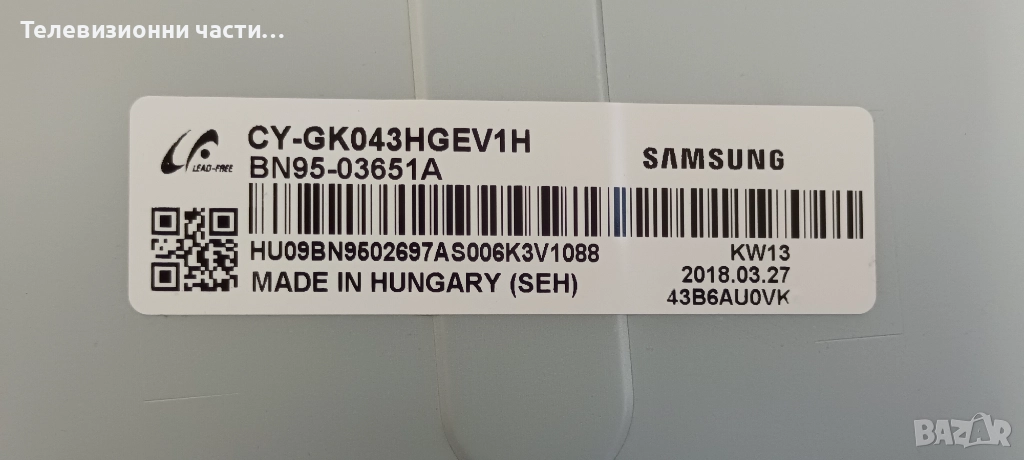 Телевизионни части...
CY-GK043HGEV1H
BN95-03651A
SAMSUNG
LEAD-FREE
HU09BN9502697AS006K3V1088
KW13
MADE IN HUNGARY (SEH)
2018.03.27
43B6AU0VK
BAZAR